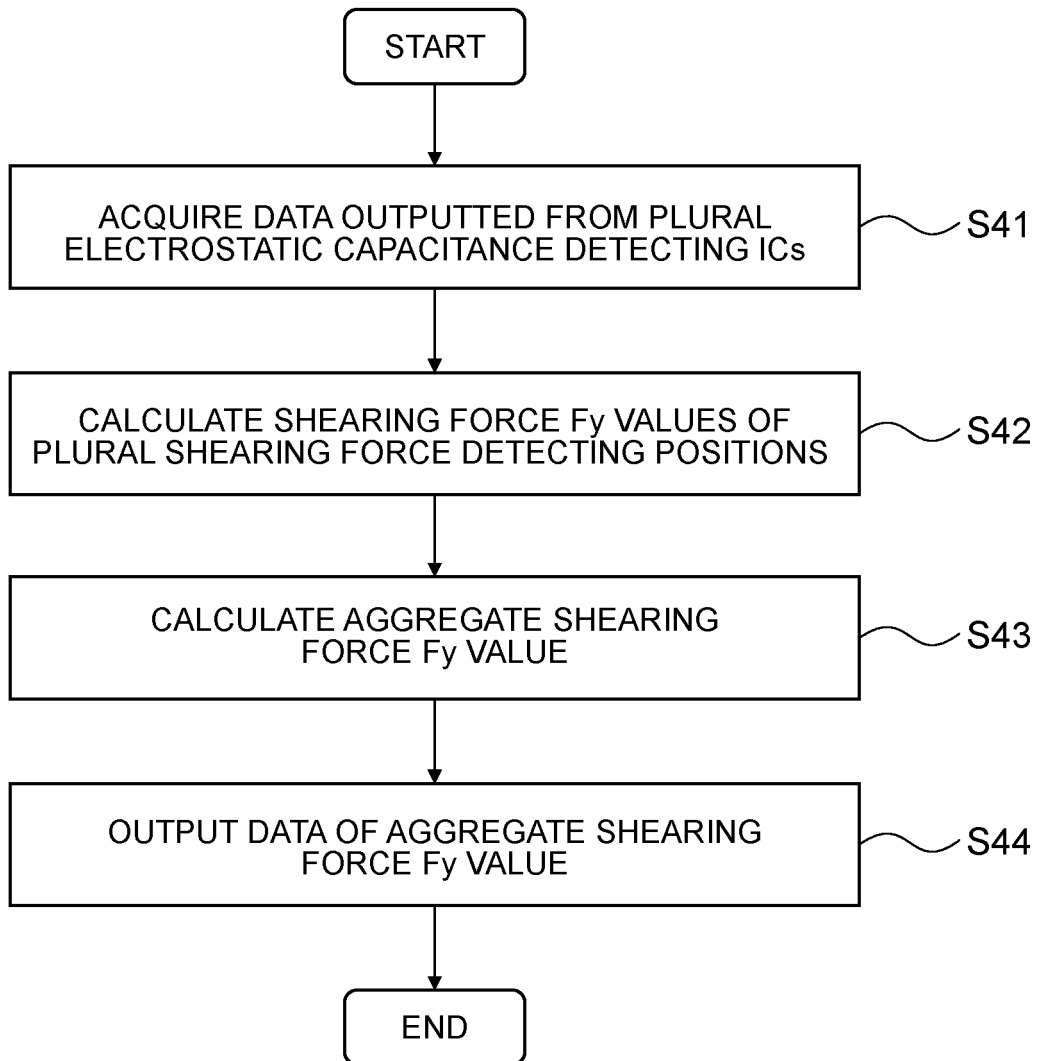 START
ACQUIRE DATA OUTPUTTED FROM PLURAL
ELECTROSTATIC CAPACITANCE DETECTING ICs
S41
CALCULATE SHEARING FORCE Fy VALUES OF
PLURAL SHEARING FORCE DETECTING POSITIONS
S42
CALCULATE AGGREGATE SHEARING
FORCE Fy VALUE
S43
OUTPUT DATA OF AGGREGATE SHEARING
FORCE Fy VALUE
S44
END